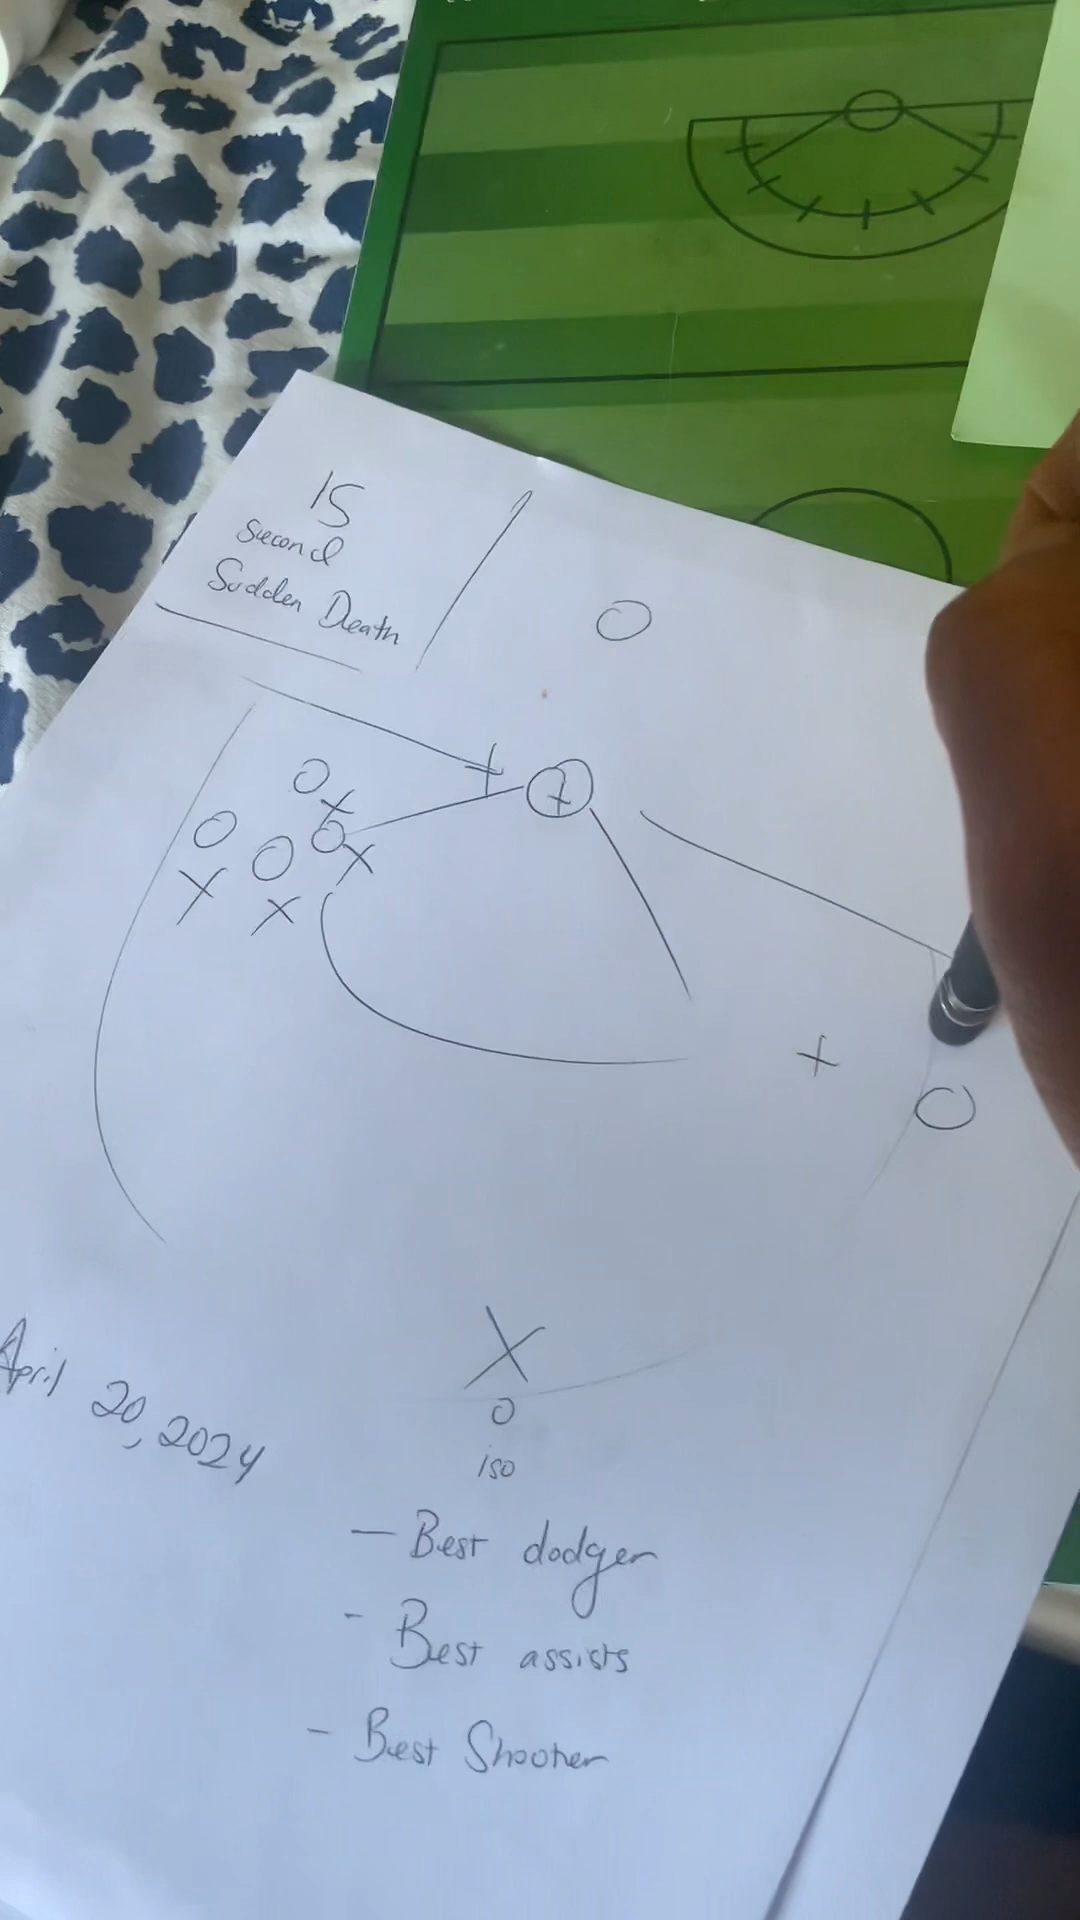 15
Second
Sudden Death
April 20, 2024
iso
- Best dodger
- Best assists
- Best Shooter